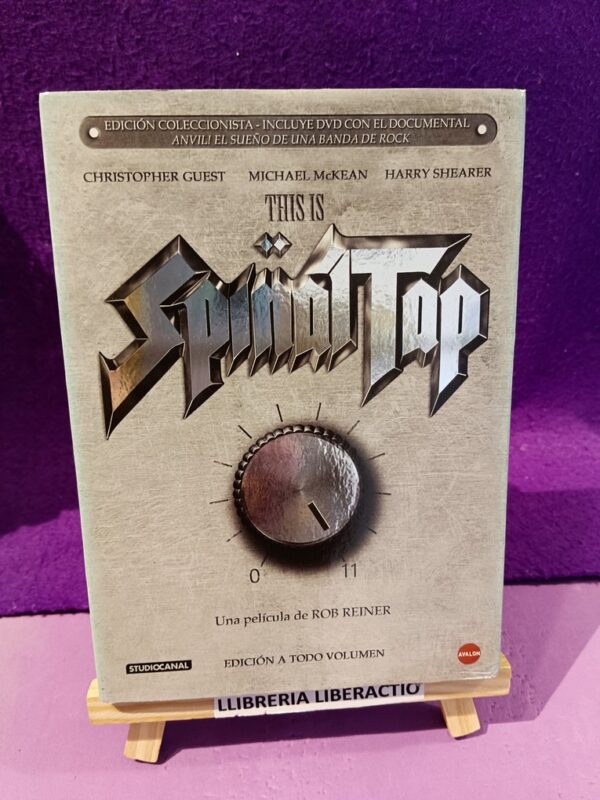 EDICIÓN COLECCIONISTA - INCLUYE DVD CON EL DOCUMENTAL
ANVIL! EL SUEÑO DE UNA BANDA DE ROCK
CHRISTOPHER GUEST MICHAEL McKEAN HARRY SHEARER
THIS IS
Spın̈al Tap
0 11
Una película de ROB REINER
STUDIOCANAL EDICIÓN A TODO VOLUMEN AVALON
LLIBRERIA LIBERACTIO